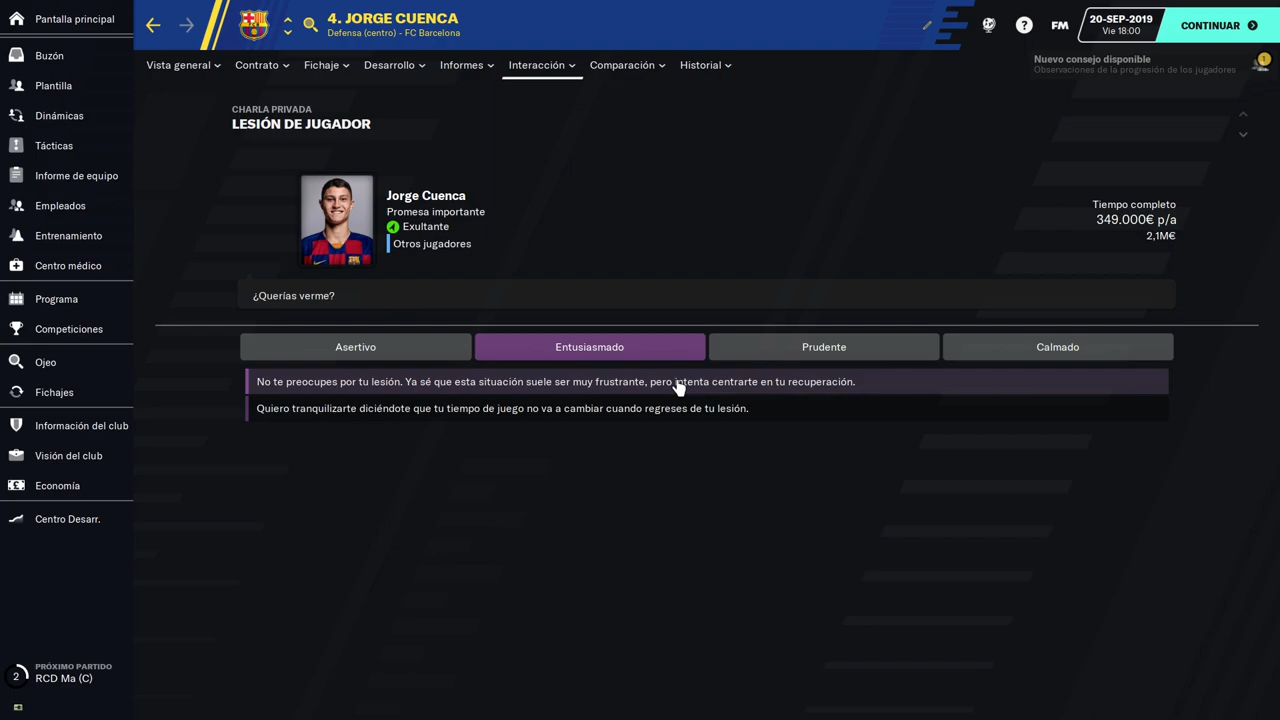 Pantalla principal
Buzón
Plantilla
Dinámicas
Tácticas
Informe de equipo
Empleados
Entrenamiento
Centro médico
Programa
Competiciones
Ojeo
Fichajes
Información del club
Visión del club
Economía
Centro Desarr.
PRÓXIMO PARTIDO
2 RCD Ma (C)
4. JORGE CUENCA
Defensa (centro) - FC Barcelona
? FM
20-SEP-2019
Vie 18:00
CONTINUAR
Vista general Contrato Fichaje Desarrollo Informes Interacción Comparación Historial
Nuevo consejo disponible
Observaciones de la progresión de los jugadores
1
CHARLA PRIVADA
LESIÓN DE JUGADOR
Jorge Cuenca
Promesa importante
Exultante
Otros jugadores
Tiempo completo
349.000€ p/a
2,1M€
¿Querías verme?
Asertivo Entusiasmado Prudente Calmado
No te preocupes por tu lesión. Ya sé que esta situación suele ser muy frustrante, pero intenta centrarte en tu recuperación.
Quiero tranquilizarte diciéndote que tu tiempo de juego no va a cambiar cuando regreses de tu lesión.